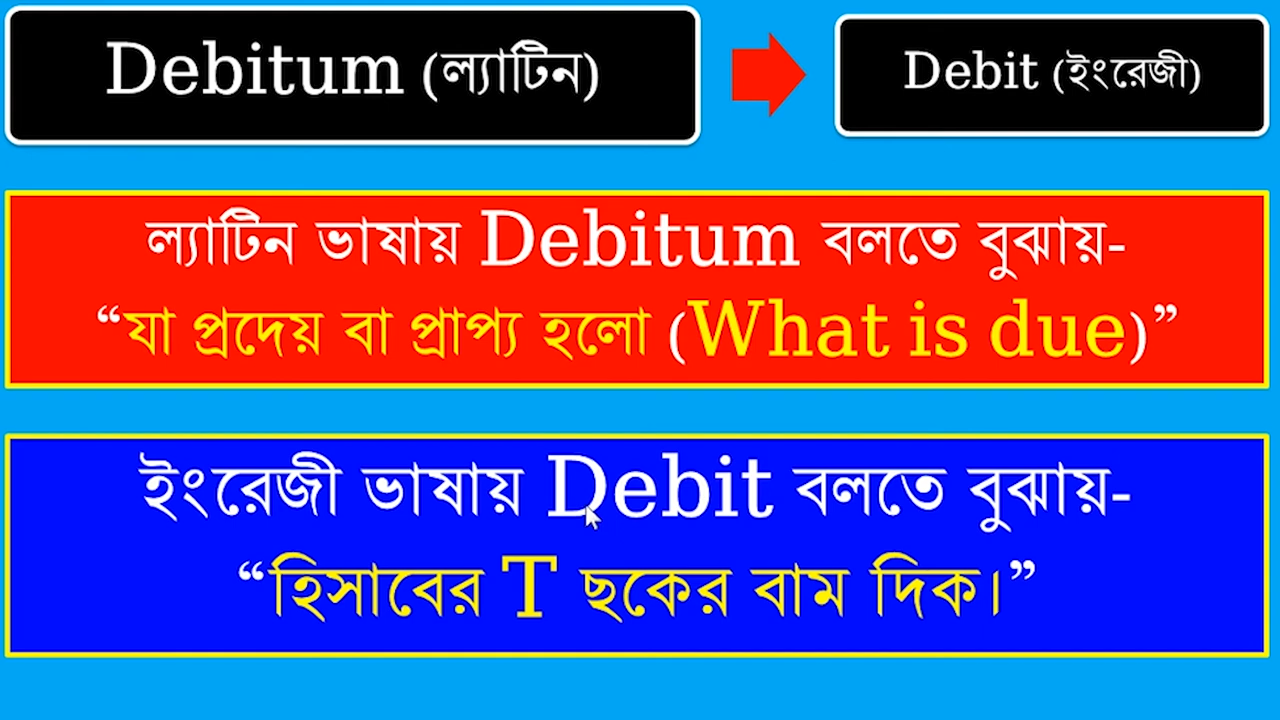 Debitum (ল্যাটিন)
Debit (ইংরেজী)
ল্যাটিন ভাষায় Debitum বলতে বুঝায়-
“যা প্রদেয় বা প্রাপ্য হলো (What is due)”
ইংরেজী ভাষায় Debit বলতে বুঝায়-
“হিসাবের T ছকের বাম দিক।”